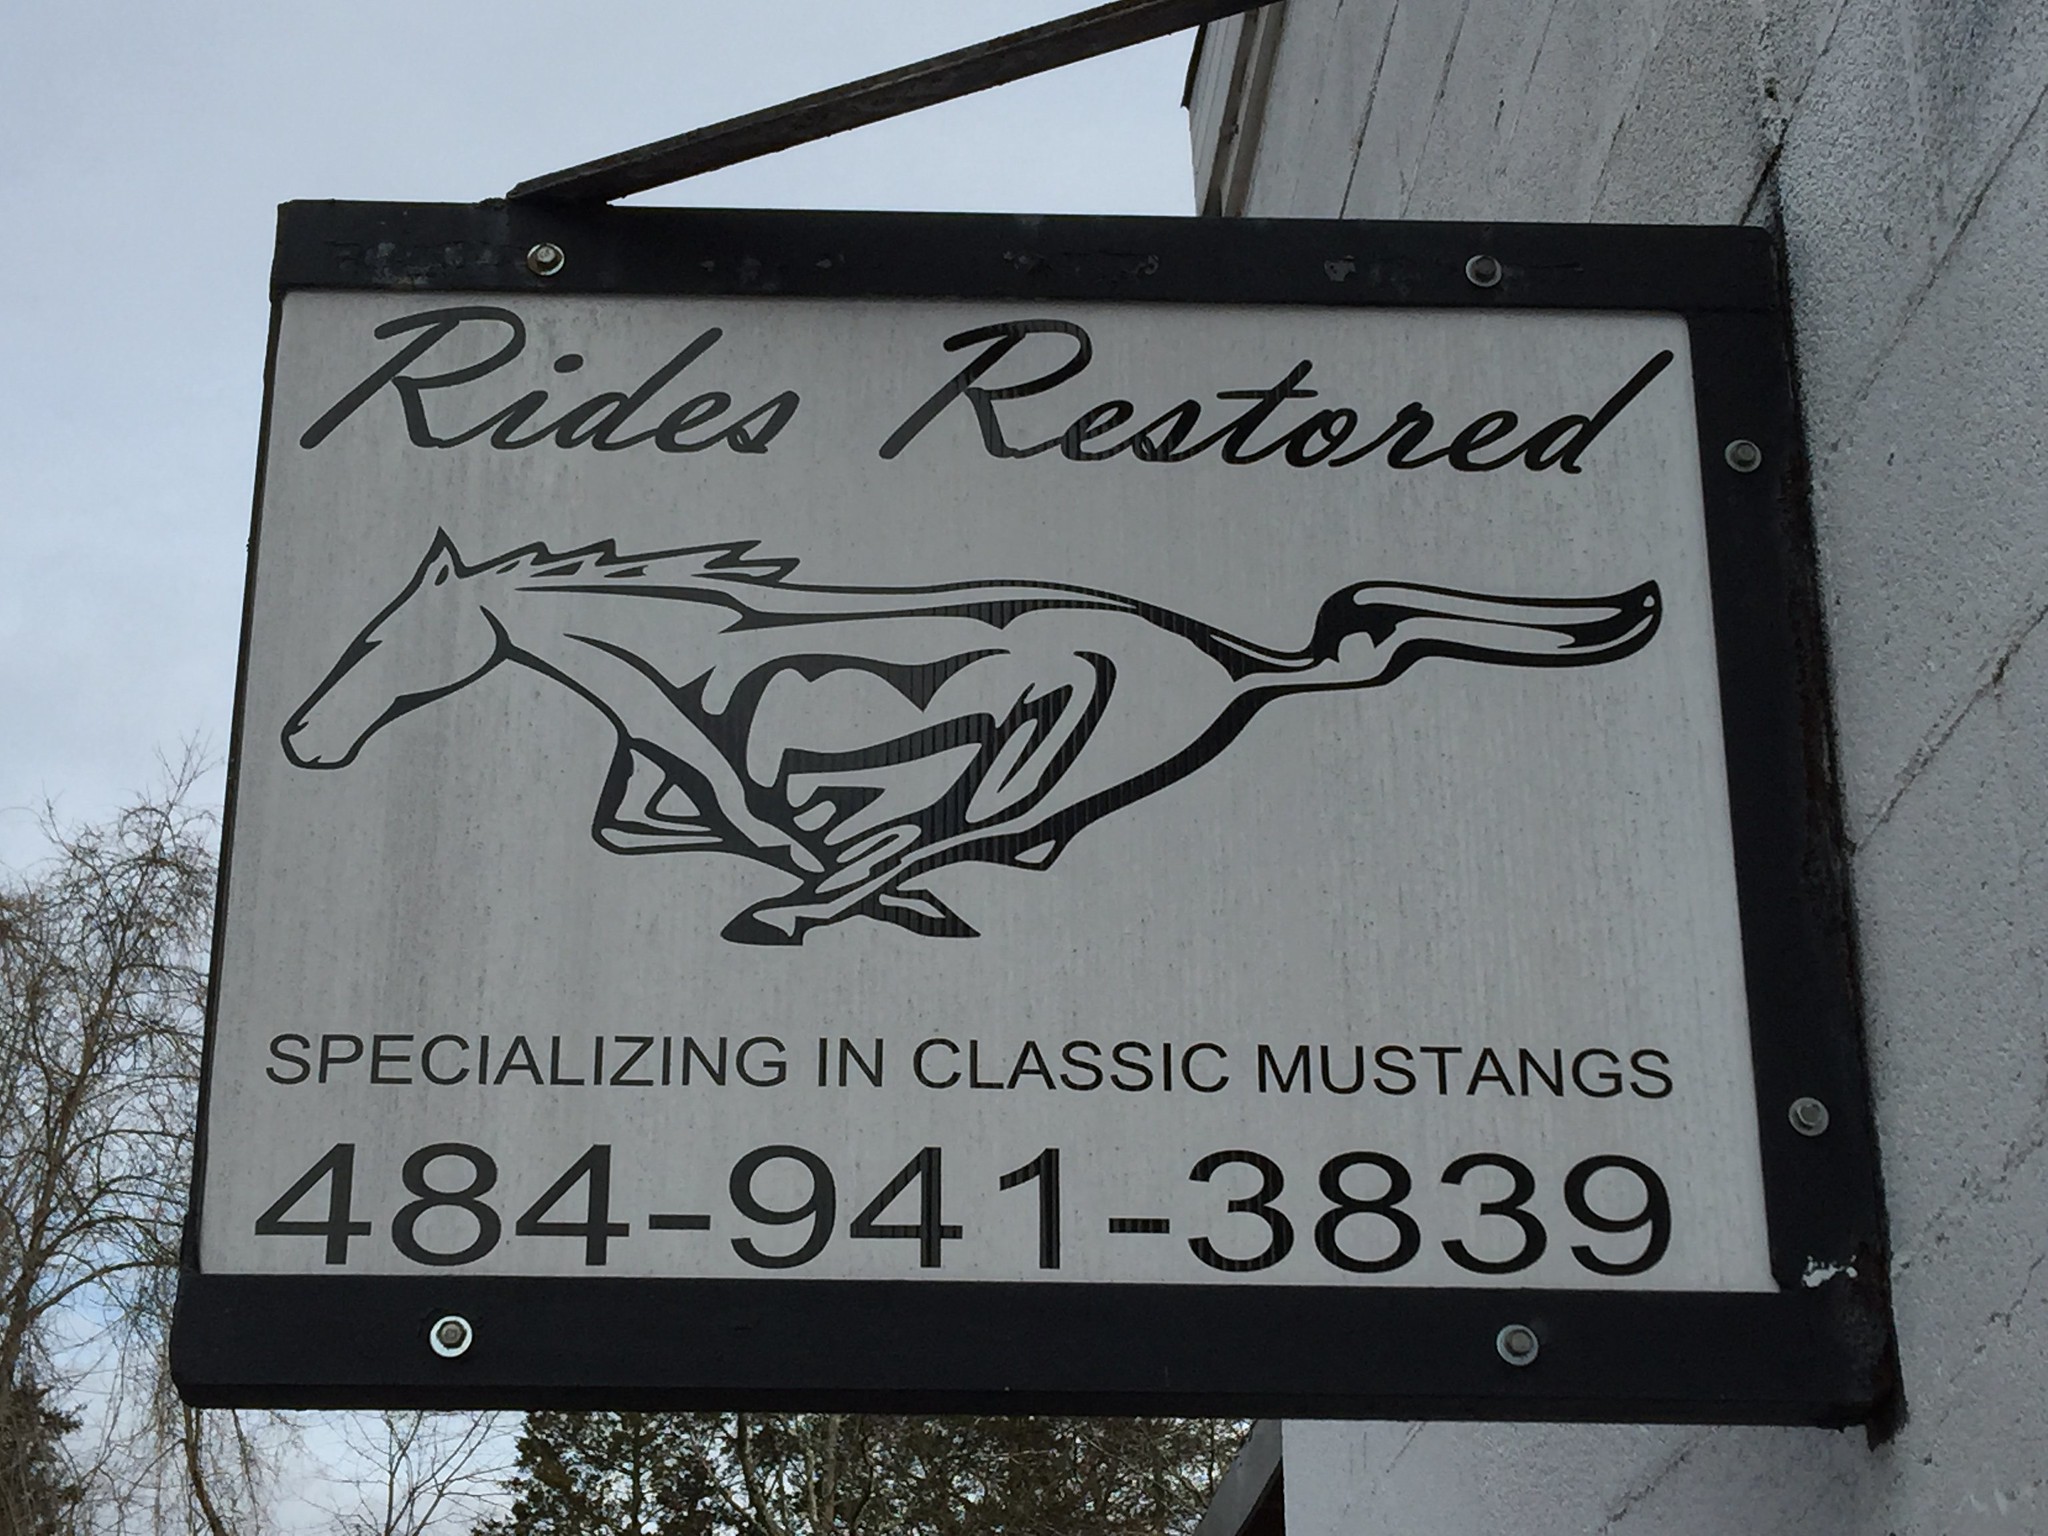 Rides Restored
SPECIALIZING IN CLASSIC MUSTANGS
484-941-3839